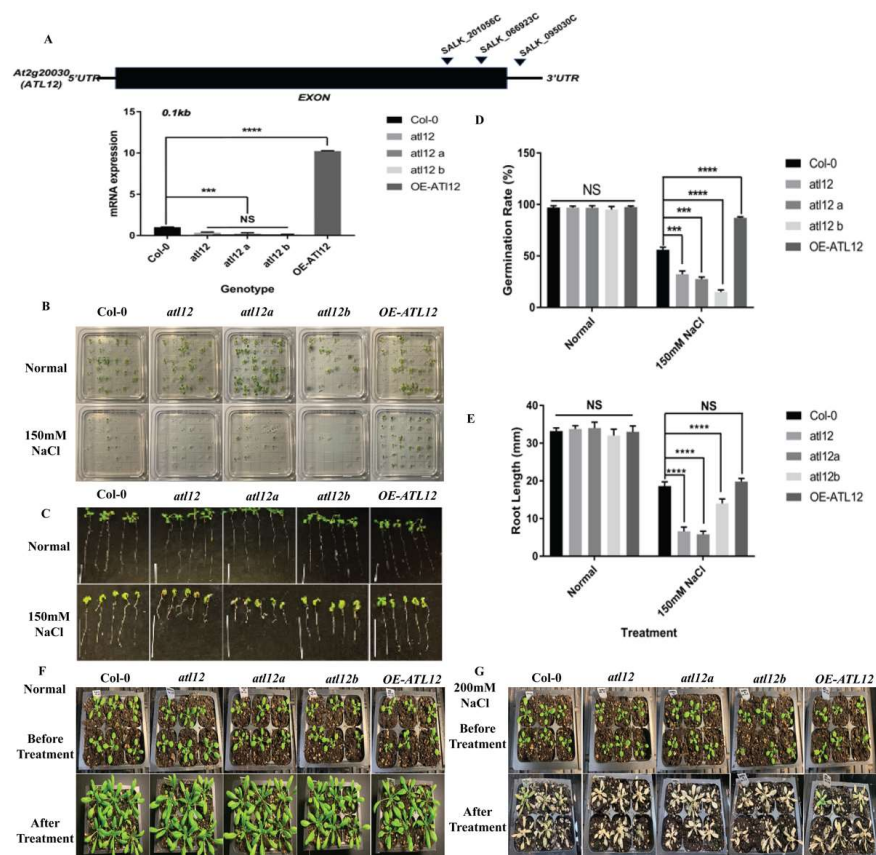 A
SALK_201056C
SALK_066923C
SALK_095030C
At2g20030 5'UTR
(ATL12)
3'UTR
EXON
0.1kb
mRNA expression
15
10
5
0
****
***
NS
Col-0
atl12
atl12 a
atl12 b
OE-ATl12
Genotype
Col-0
atl12
atl12 a
atl12 b
OE-ATl12
D
Germination Rate (%)
150
100
50
0
NS
****
****
***
***
Normal
150mM NaCl
Col-0
atl12
atl12 a
atl12 b
OE-ATL12
B
Col-0 atl12 atl12a atl12b OE-ATL12
Normal
150mM
NaCl
E
Root Length (mm)
40
30
20
10
0
NS
NS
****
****
****
Normal
150mM NaCl
Treatment
Col-0
atl12
atl12a
atl12b
OE-ATL12
Col-0 atl12 atl12a atl12b OE-ATL12
C
Normal
150mM
NaCl
F
Col-0 atl12 atl12a atl12b OE-ATL12
Normal
Before
Treatment
After
Treatment
G
Col-0 atl12 atl12a atl12b OE-ATL12
200mM
NaCl
Before
Treatment
After
Treatment